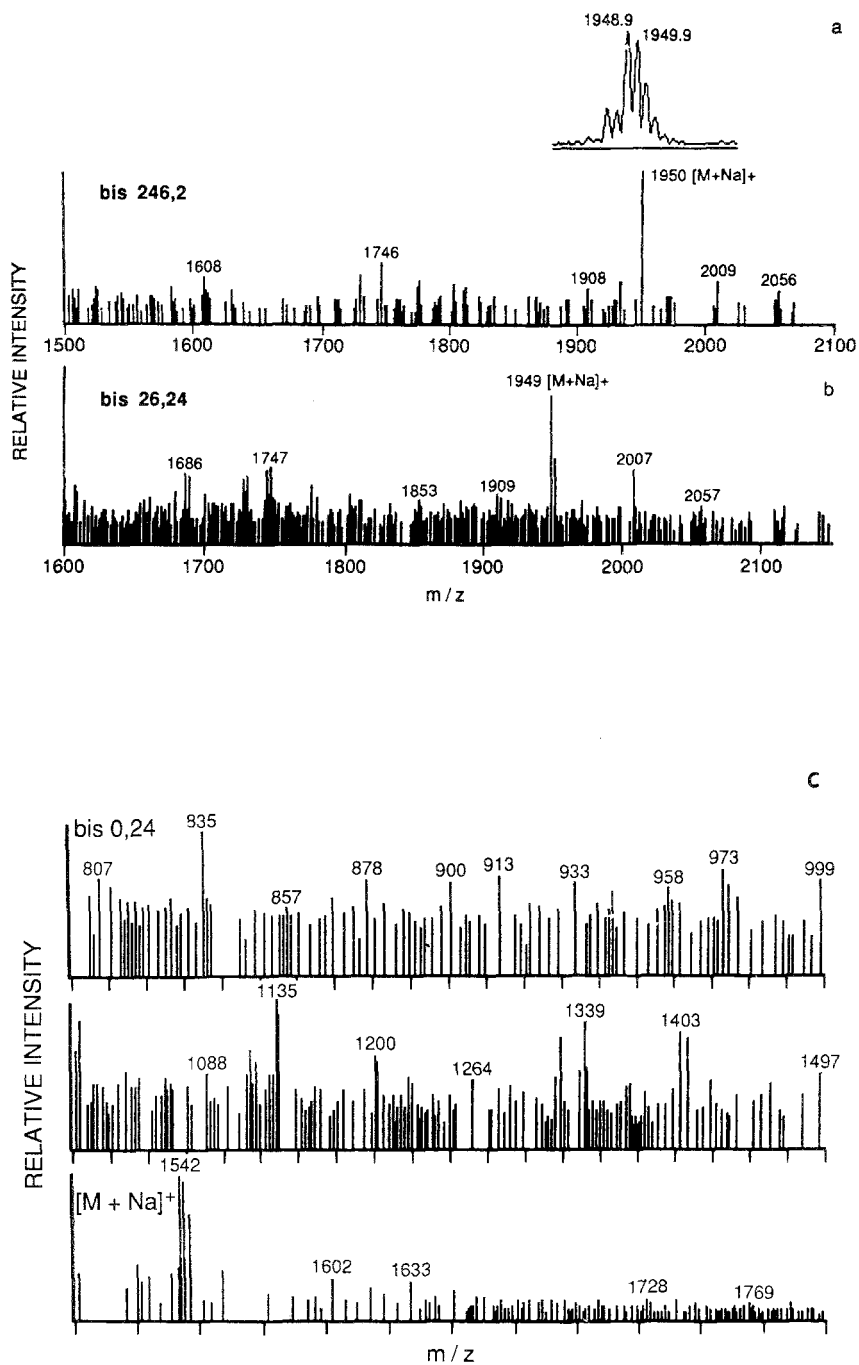 a
1948.9
1949.9
bis 246,2
1950 [M+Na]+
1608
1746
1908
2009
2056
1500 1600 1700 1800 1900 2000 2100
RELATIVE INTENSITY
b
bis 26,24
1949 [M+Na]+
1686
1747
1853
1909
2007
2057
1600 1700 1800 1900 2000 2100
m / z
c
bis 0,24
807
835
857
878
900
913
933
958
973
999
1088
1135
1200
1264
1339
1403
1497
RELATIVE INTENSITY
[M + Na]+
1542
1602
1633
1728
1769
m / z